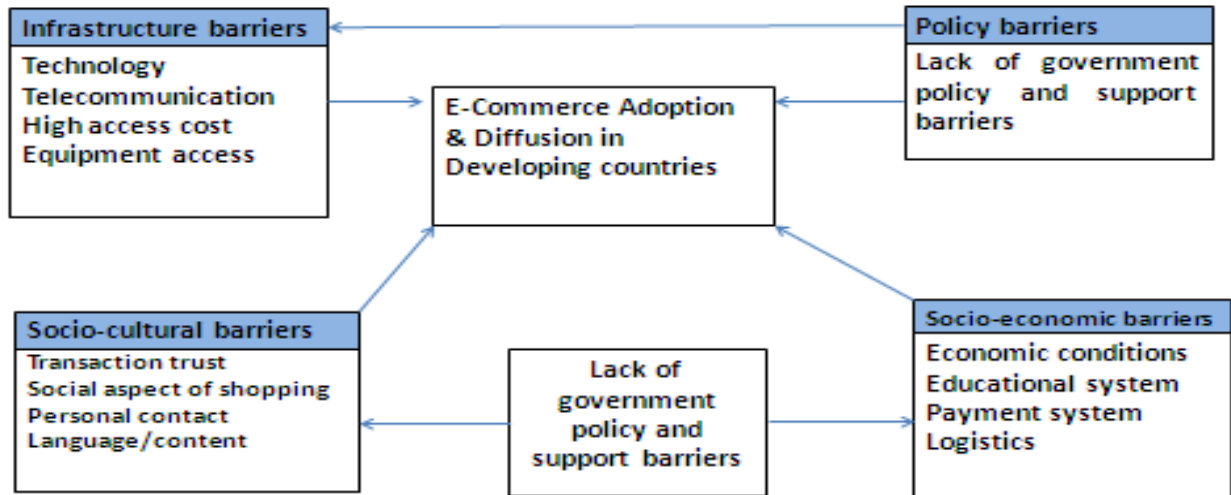 Infrastructure barriers
Technology
Telecommunication
High access cost
Equipment access
E-Commerce Adoption
& Diffusion in
Developing countries
Policy barriers
Lack of government
policy and support
barriers
Socio-cultural barriers
Transaction trust
Social aspect of shopping
Personal contact
Language/content
Lack of
government
policy and
support barriers
Socio-economic barriers
Economic conditions
Educational system
Payment system
Logistics